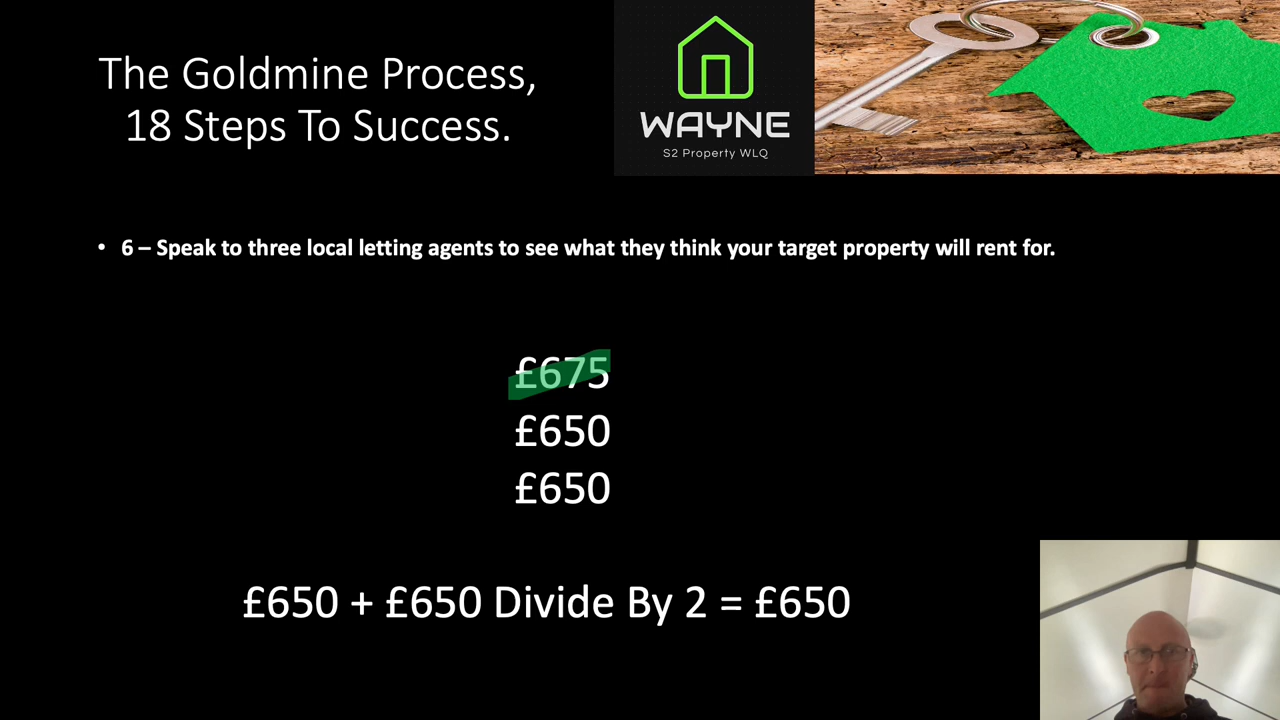 The Goldmine Process,
18 Steps To Success.
WAYNE
S2 Property WLQ
• 6 – Speak to three local letting agents to see what they think your target property will rent for.
£675
£650
£650
£650 + £650 Divide By 2 = £650